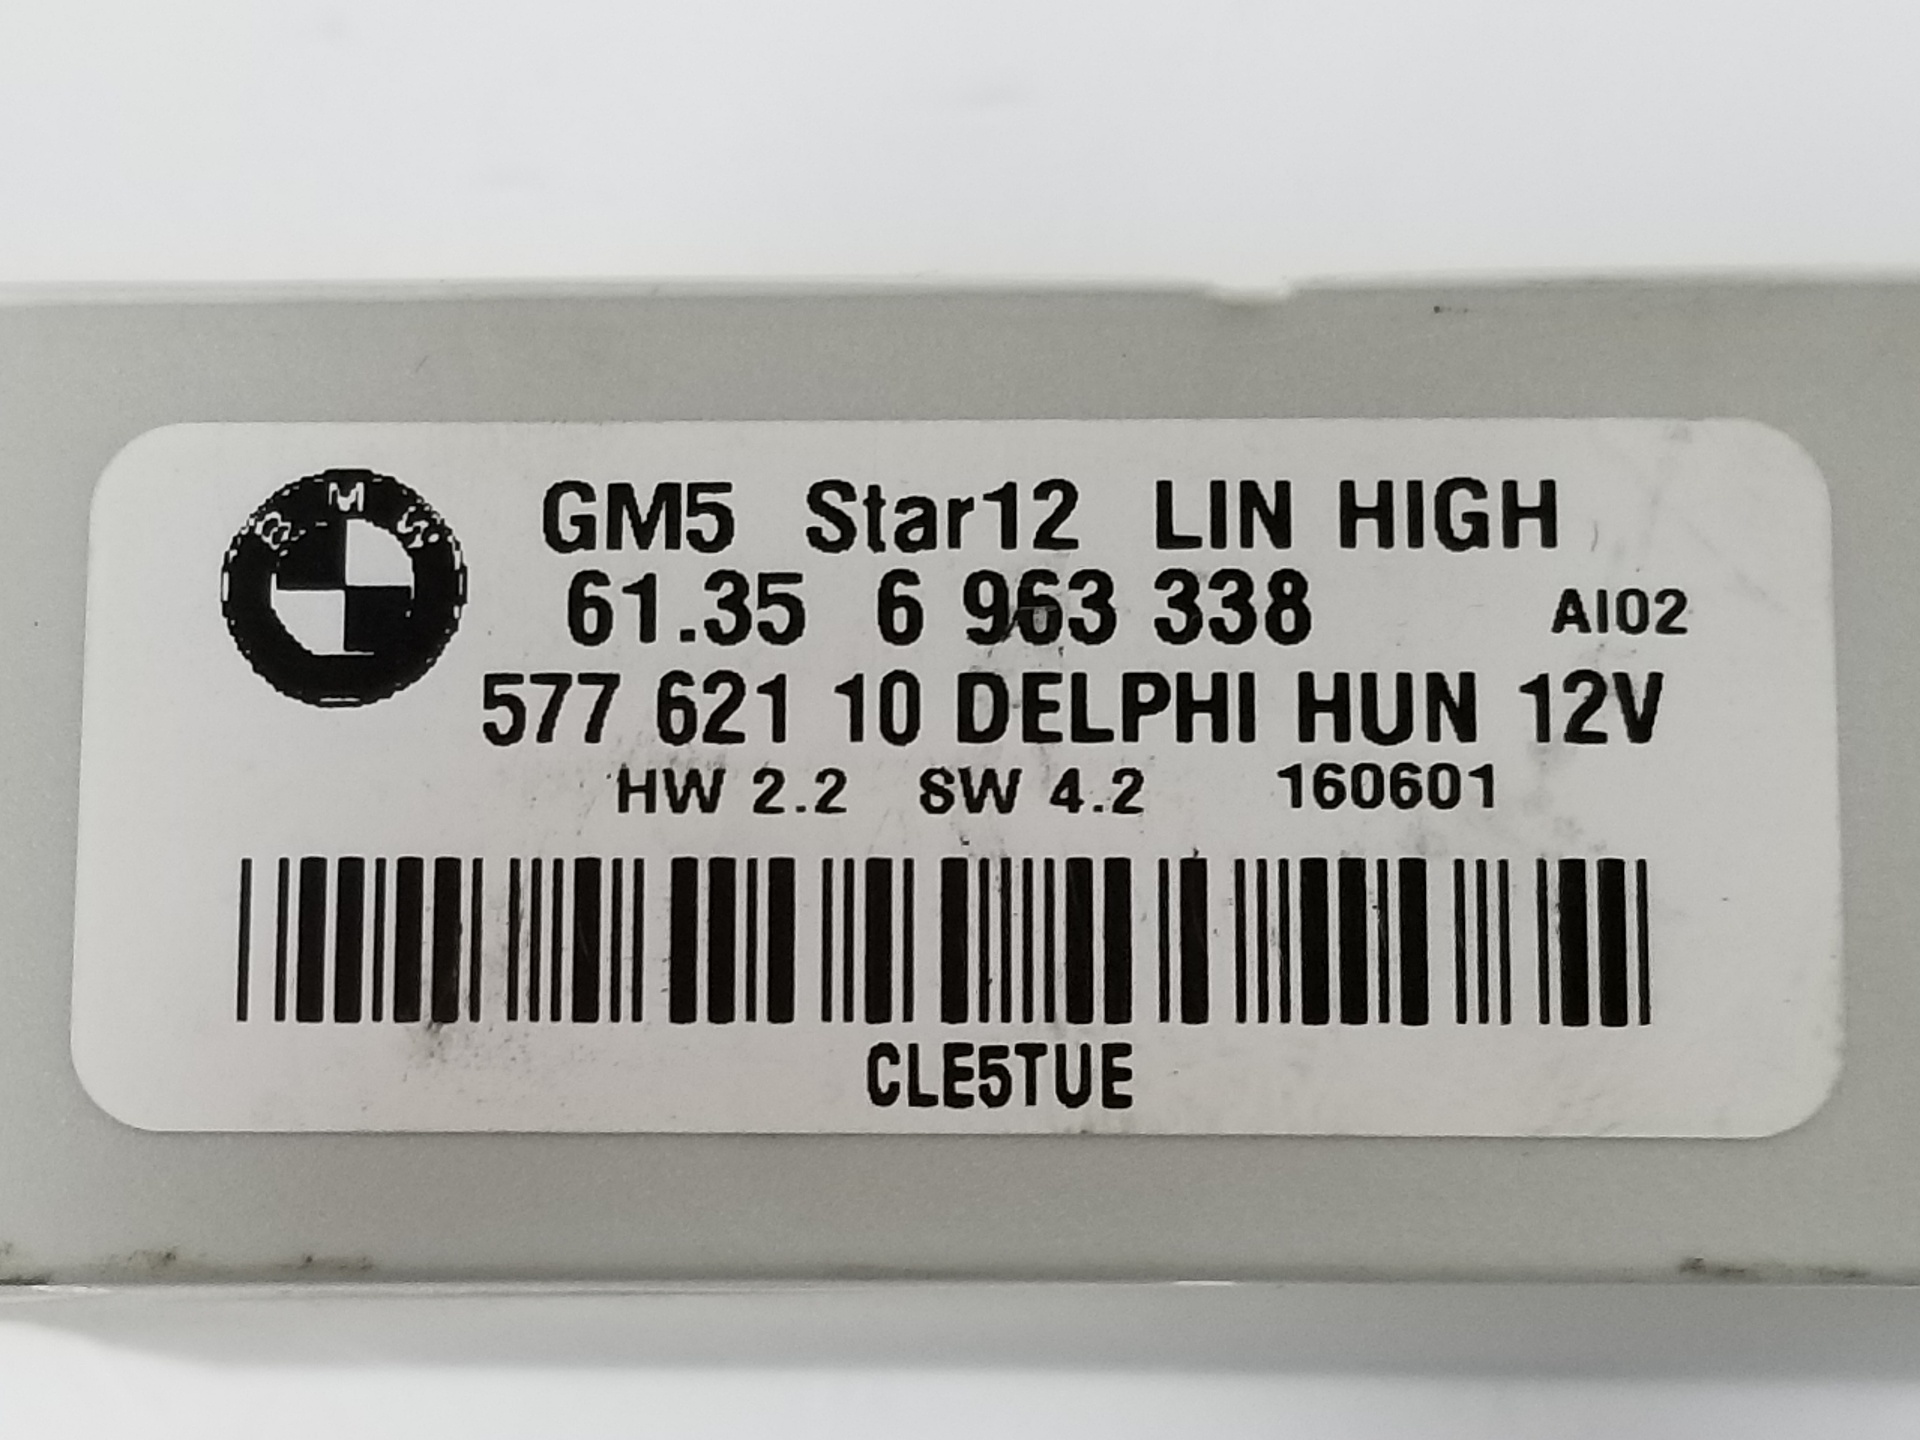 BMW
GM5 Star12 LIN HIGH
61.35 6 963 338 AI02
577 621 10 DELPHI HUN 12V
HW 2.2 SW 4.2 160601
CLE5TUE